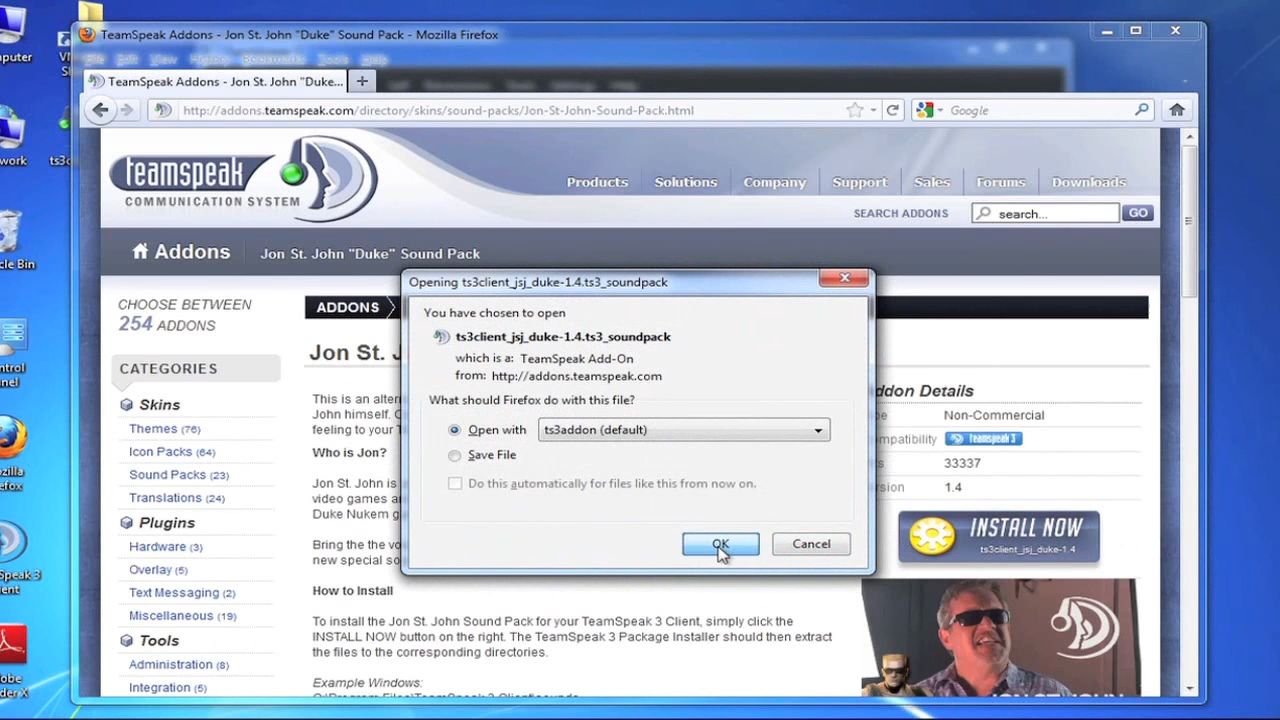 mputer
TeamSpeak Addons - Jon St. John "Duke" Sound Pack - Mozilla Firefox
TeamSpeak Addons - Jon St. John "Duke...
http://addons.teamspeak.com/directory/skins/sound-packs/Jon-St-John-Sound-Pack.html
Google
work
ts3c
teamspeak
COMMUNICATION SYSTEM
Products
Solutions
Company
Support
Sales
Forums
Downloads
SEARCH ADDONS
search...
GO
cle Bin
Addons
Jon St. John "Duke" Sound Pack
CHOOSE BETWEEN
254 ADDONS
CATEGORIES
Skins
Themes (76)
Icon Packs (64)
Sound Packs (23)
Translations (24)
Plugins
Hardware (3)
Overlay (5)
Text Messaging (2)
Miscellaneous (19)
Tools
Administration (8)
Integration (5)
ADDONS
Jon St. J
This is an alter
John himself. C
feeling to your T
Who is Jon?
Jon St. John is
video games a
Duke Nukem g
Bring the the vo
new special so
How to Install
To install the Jon St. John Sound Pack for your TeamSpeak 3 Client, simply click the
INSTALL NOW button on the right. The TeamSpeak 3 Package Installer should then extract
the files to the corresponding directories.
Example Windows:
Opening ts3client_jsj_duke-1.4.ts3_soundpack
You have chosen to open
ts3client_jsj_duke-1.4.ts3_soundpack
which is a: TeamSpeak Add-On
from: http://addons.teamspeak.com
What should Firefox do with this file?
Open with
ts3addon (default)
Save File
Do this automatically for files like this from now on.
OK
Cancel
ddon Details
Non-Commercial
mpatibility
Teamspeak 3
33337
rsion
1.4
INSTALL NOW
ts3client_jsj_duke-1.4
ntrol
nel
zilla
efox
Speak 3
ient
obe
der X